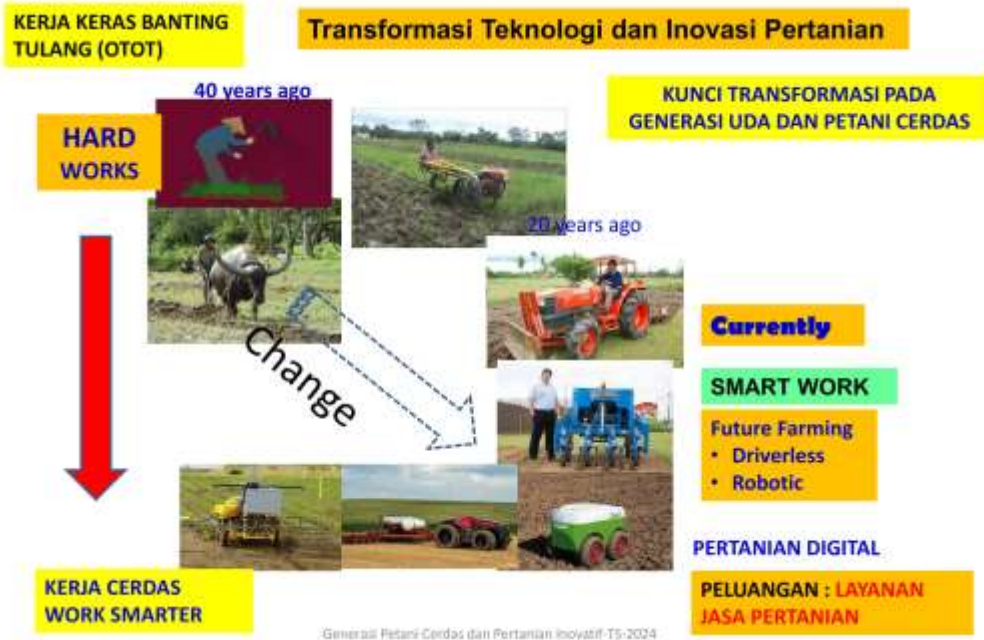 KERJA KERAS BANTING
TULANG (OTOT)
Transformasi Teknologi dan Inovasi Pertanian
40 years ago
KUNCI TRANSFORMASI PADA
GENERASI UDA DAN PETANI CERDAS
HARD
WORKS
20 years ago
Change
Currently
SMART WORK
Future Farming
• Driverless
• Robotic
PERTANIAN DIGITAL
KERJA CERDAS
WORK SMARTER
PELUANGAN : LAYANAN
JASA PERTANIAN
Generasi Petani Cerdas dan Pertanian Inovatif-TS-2024